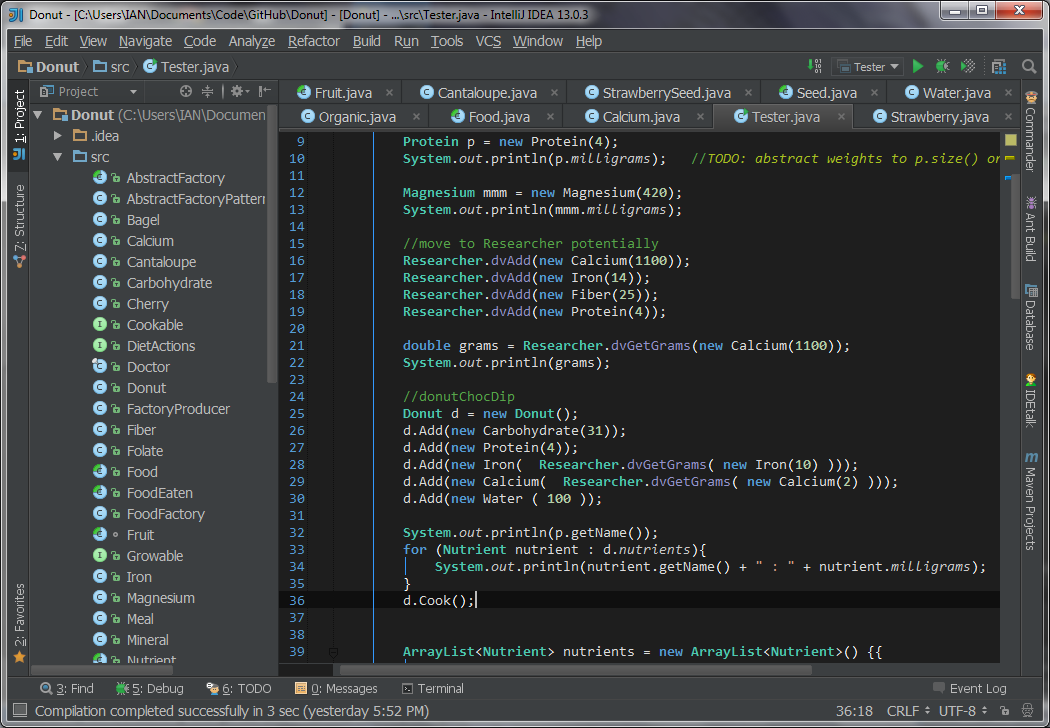 Donut - [C:\Users\IAN\Documents\Code\GitHub\Donut] - [Donut] - ...\src\Tester.java - IntelliJ IDEA 13.0.3
File Edit View Navigate Code Analyze Refactor Build Run Tools VCS Window Help
Donut src Tester.java Tester
Project
Fruit.java Cantaloupe.java StrawberrySeed.java Seed.java Water.java
Organic.java Food.java Calcium.java Tester.java Strawberry.java
1: Project
Z: Structure
2: Favorites
Donut (C:\Users\IAN\Documen
.idea
src
AbstractFactory
AbstractFactoryPattern
Bagel
Calcium
Cantaloupe
Carbohydrate
Cherry
Cookable
DietActions
Doctor
Donut
FactoryProducer
Fiber
Folate
Food
FoodEaten
FoodFactory
Fruit
Growable
Iron
Magnesium
Meal
Mineral
Nutrient
9 Protein p = new Protein(4);
10 System.out.println(p.milligrams); //TODO: abstract weights to p.size() or
11
12 Magnesium mmm = new Magnesium(420);
13 System.out.println(mmm.milligrams);
14
15 //move to Researcher potentially
16 Researcher.dvAdd(new Calcium(1100));
17 Researcher.dvAdd(new Iron(14));
18 Researcher.dvAdd(new Fiber(25));
19 Researcher.dvAdd(new Protein(4));
20
21 double grams = Researcher.dvGetGrams(new Calcium(1100));
22 System.out.println(grams);
23
24 //donutChocDip
25 Donut d = new Donut();
26 d.Add(new Carbohydrate(31));
27 d.Add(new Protein(4));
28 d.Add(new Iron(  Researcher.dvGetGrams( new Iron(10) )));
29 d.Add(new Calcium(  Researcher.dvGetGrams( new Calcium(2) )));
30 d.Add(new Water ( 100 ));
31
32 System.out.println(p.getName());
33 for (Nutrient nutrient : d.nutrients){
34 System.out.println(nutrient.getName() + " : " + nutrient.milligrams);
35 }
36 d.Cook();
37
38
39 ArrayList<Nutrient> nutrients = new ArrayList<Nutrient>() {{
Commander
Ant Build
Database
IDEtalk
Maven Projects
3: Find 5: Debug 6: TODO 0: Messages Terminal Event Log
Compilation completed successfully in 3 sec (yesterday 5:52 PM) 36:18 CRLF UTF-8